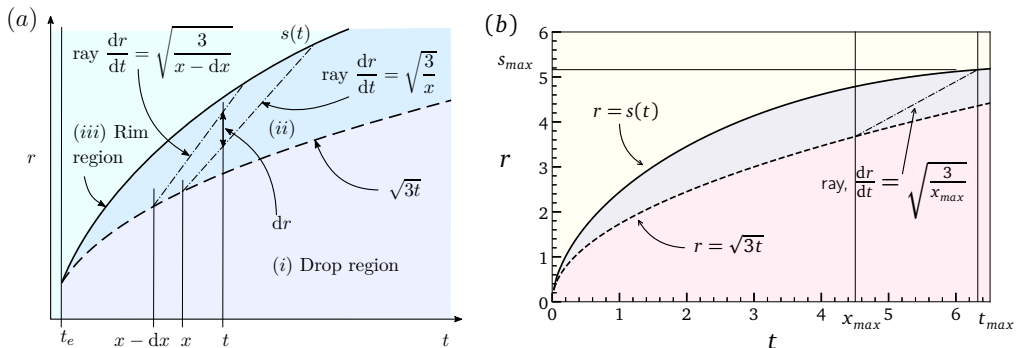 (a)
r
ray dr/dt = √(3/(x − dx))
s(t)
ray dr/dt = √(3/x)
(iii) Rim
region
(ii)
√3t
dr
(i) Drop region
t_e
x − dx
x
t
t
(b)
6
s_max
5
4
3
2
1
0
r
r = s(t)
ray, dr/dt = √(3/x_max)
r = √3t
0
1
2
3
4
5
6
x_max
t_max
t